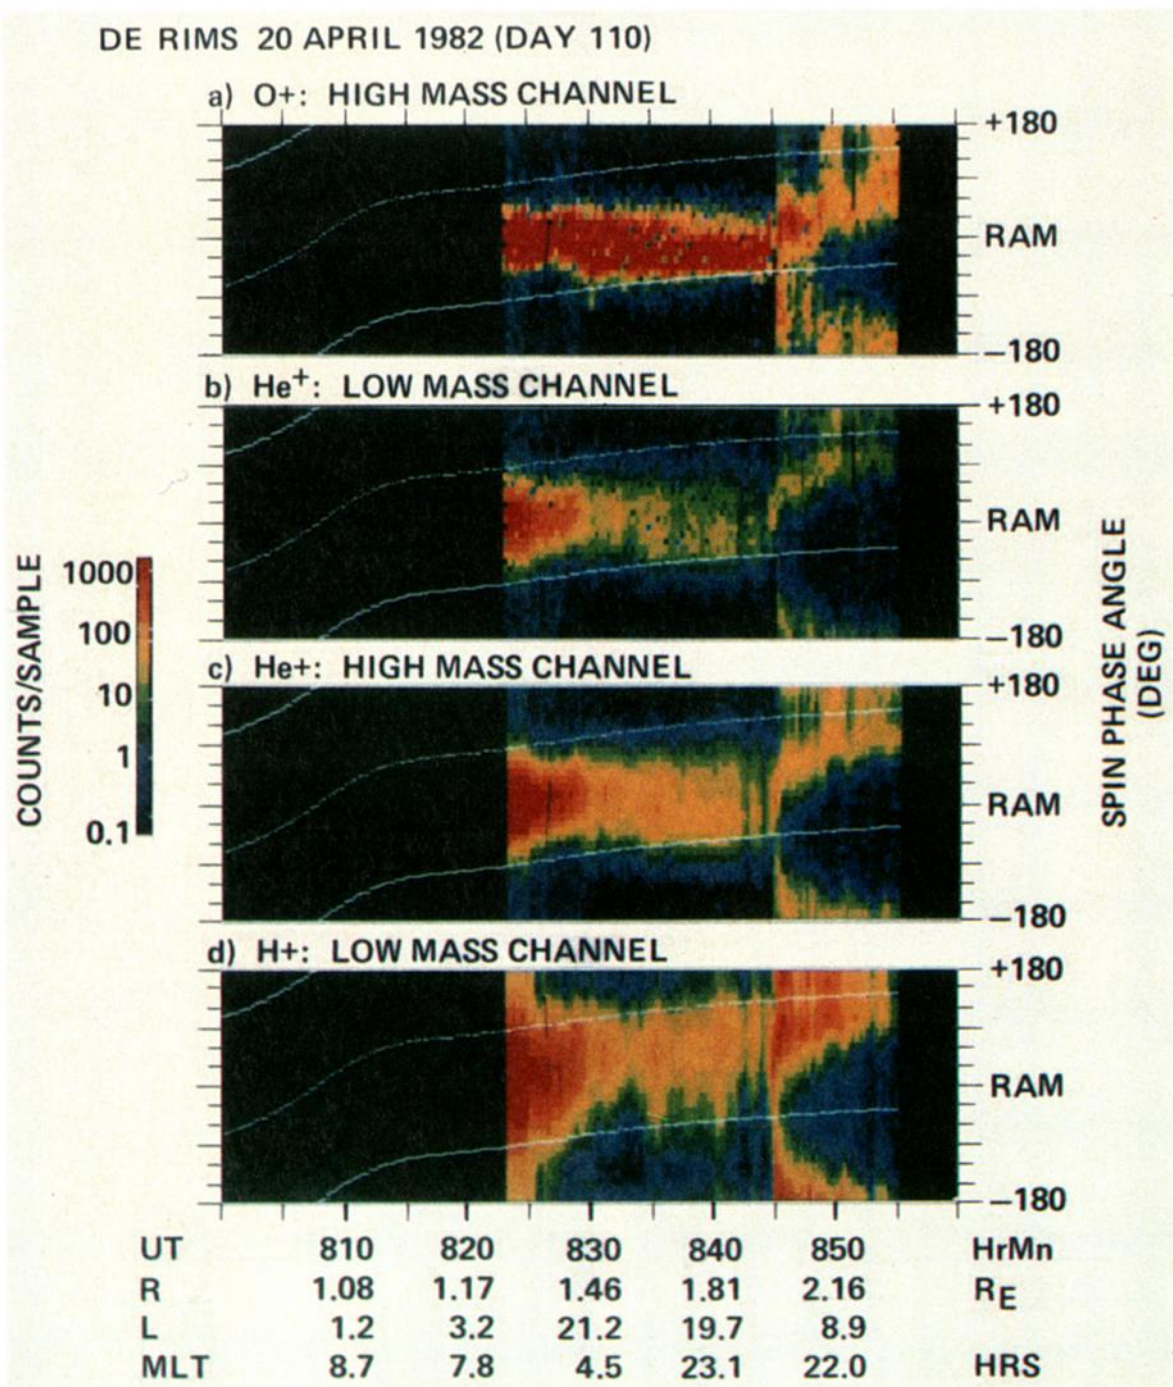 DE RIMS 20 APRIL 1982 (DAY 110)
a) O+: HIGH MASS CHANNEL
+180
RAM
−180
b) He+: LOW MASS CHANNEL
+180
RAM
−180
c) He+: HIGH MASS CHANNEL
+180
RAM
−180
d) H+: LOW MASS CHANNEL
+180
RAM
−180
COUNTS/SAMPLE
1000
100
10
1
0.1
SPIN PHASE ANGLE
(DEG)
UT 810 820 830 840 850 HrMn
R 1.08 1.17 1.46 1.81 2.16 RE
L 1.2 3.2 21.2 19.7 8.9
MLT 8.7 7.8 4.5 23.1 22.0 HRS